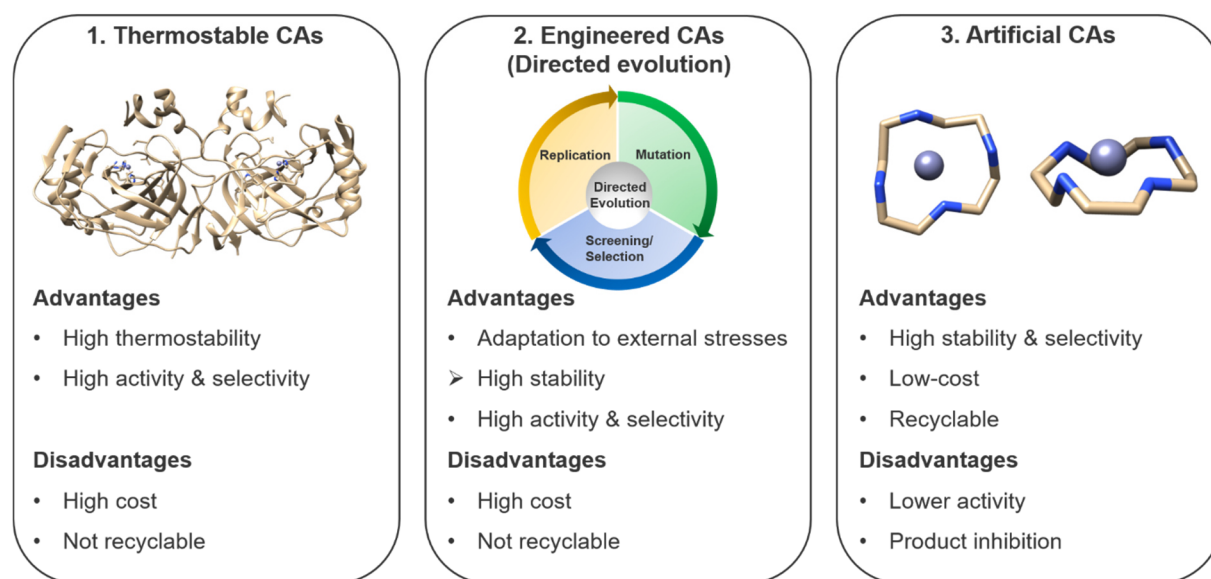 1. Thermostable CAs
Advantages
• High thermostability
• High activity & selectivity
Disadvantages
• High cost
• Not recyclable
2. Engineered CAs
(Directed evolution)
Replication
Mutation
Directed
Evolution
Screening/
Selection
Advantages
• Adaptation to external stresses
➢ High stability
• High activity & selectivity
Disadvantages
• High cost
• Not recyclable
3. Artificial CAs
Advantages
• High stability & selectivity
• Low-cost
• Recyclable
Disadvantages
• Lower activity
• Product inhibition